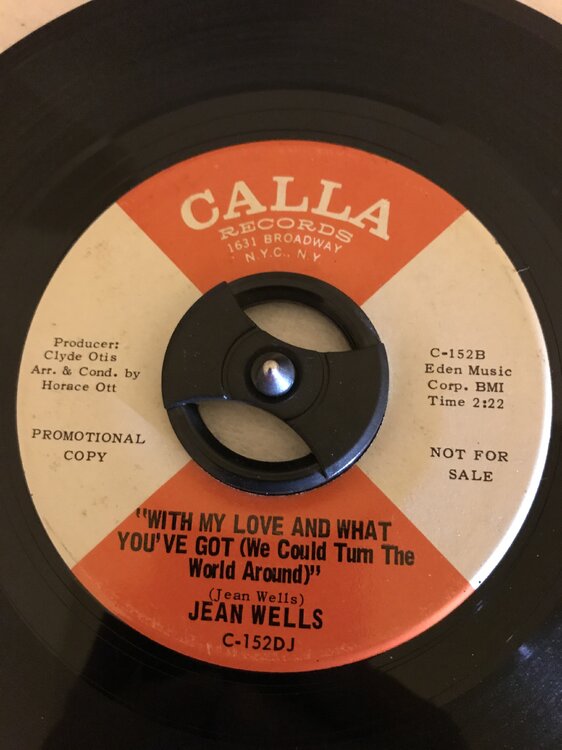 CALLA
RECORDS
1631 BROADWAY
N.Y.C., N.Y
Producer:
Clyde Otis
Arr. & Cond. by
Horace Ott
PROMOTIONAL
COPY
C-152B
Eden Music
Corp. BMI
Time 2:22
NOT FOR
SALE
"WITH MY LOVE AND WHAT
YOU'VE GOT (We Could Turn The
World Around)"
(Jean Wells)
JEAN WELLS
C-152DJ